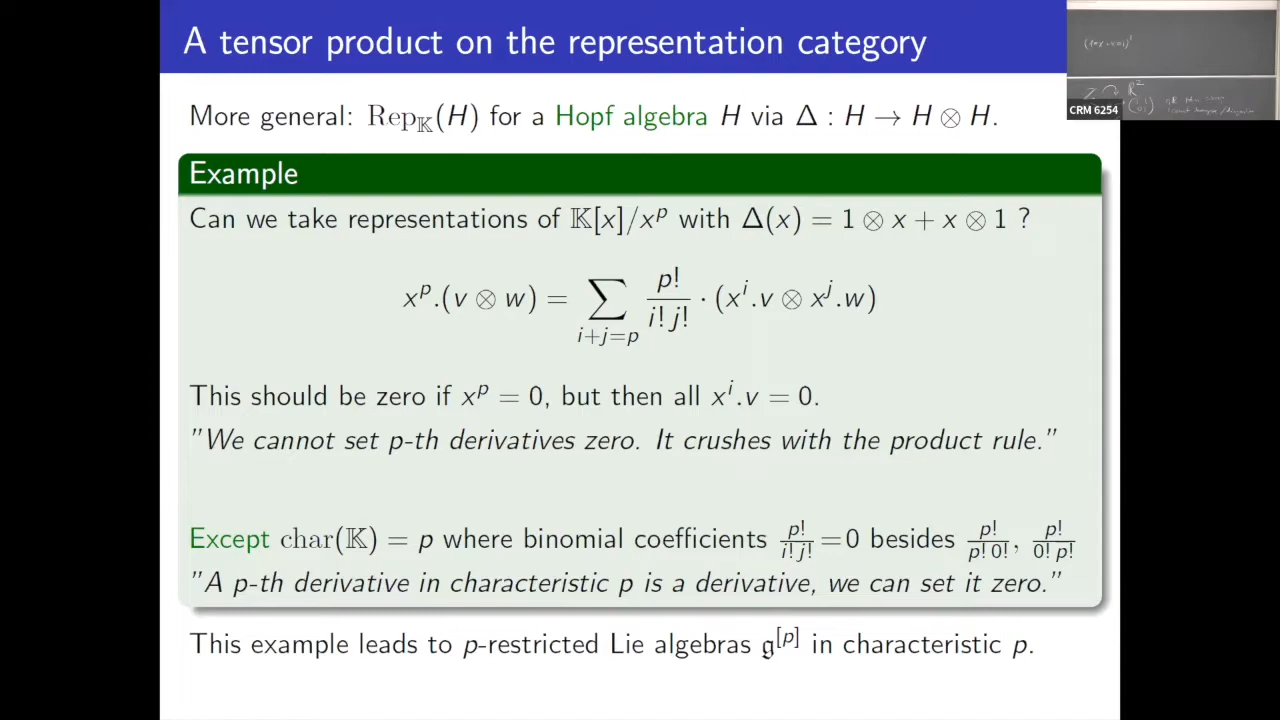 A tensor product on the representation category
More general: Rep_𝕂(H) for a Hopf algebra H via Δ : H → H ⊗ H.
Example
Can we take representations of 𝕂[x]/x^p with Δ(x) = 1 ⊗ x + x ⊗ 1 ?
x^p.(v ⊗ w) = ∑_{i+j=p} p!/(i! j!) · (x^i.v ⊗ x^j.w)
This should be zero if x^p = 0, but then all x^i.v = 0.
"We cannot set p-th derivatives zero. It crushes with the product rule."
Except char(𝕂) = p where binomial coefficients p!/(i! j!) = 0 besides p!/(p! 0!), p!/(0! p!)
"A p-th derivative in characteristic p is a derivative, we can set it zero."
This example leads to p-restricted Lie algebras 𝔤^[p] in characteristic p.
CRM 6254